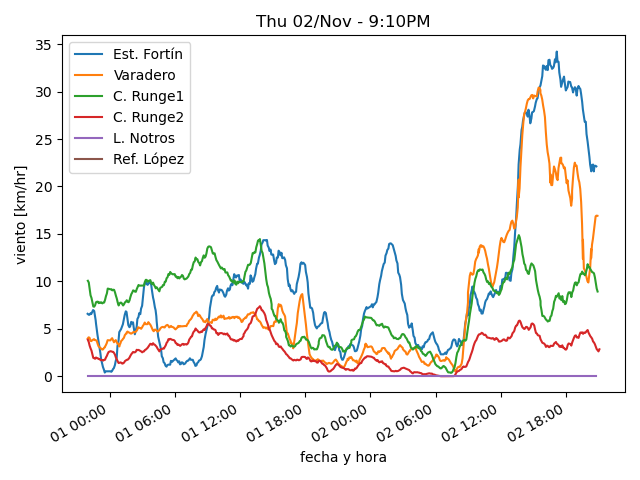 Thu 02/Nov - 9:10PM
35
30
25
20
15
10
5
0
viento [km/hr]
Est. Fortín
Varadero
C. Runge1
C. Runge2
L. Notros
Ref. López
01 00:00
01 06:00
01 12:00
01 18:00
02 00:00
02 06:00
02 12:00
02 18:00
fecha y hora